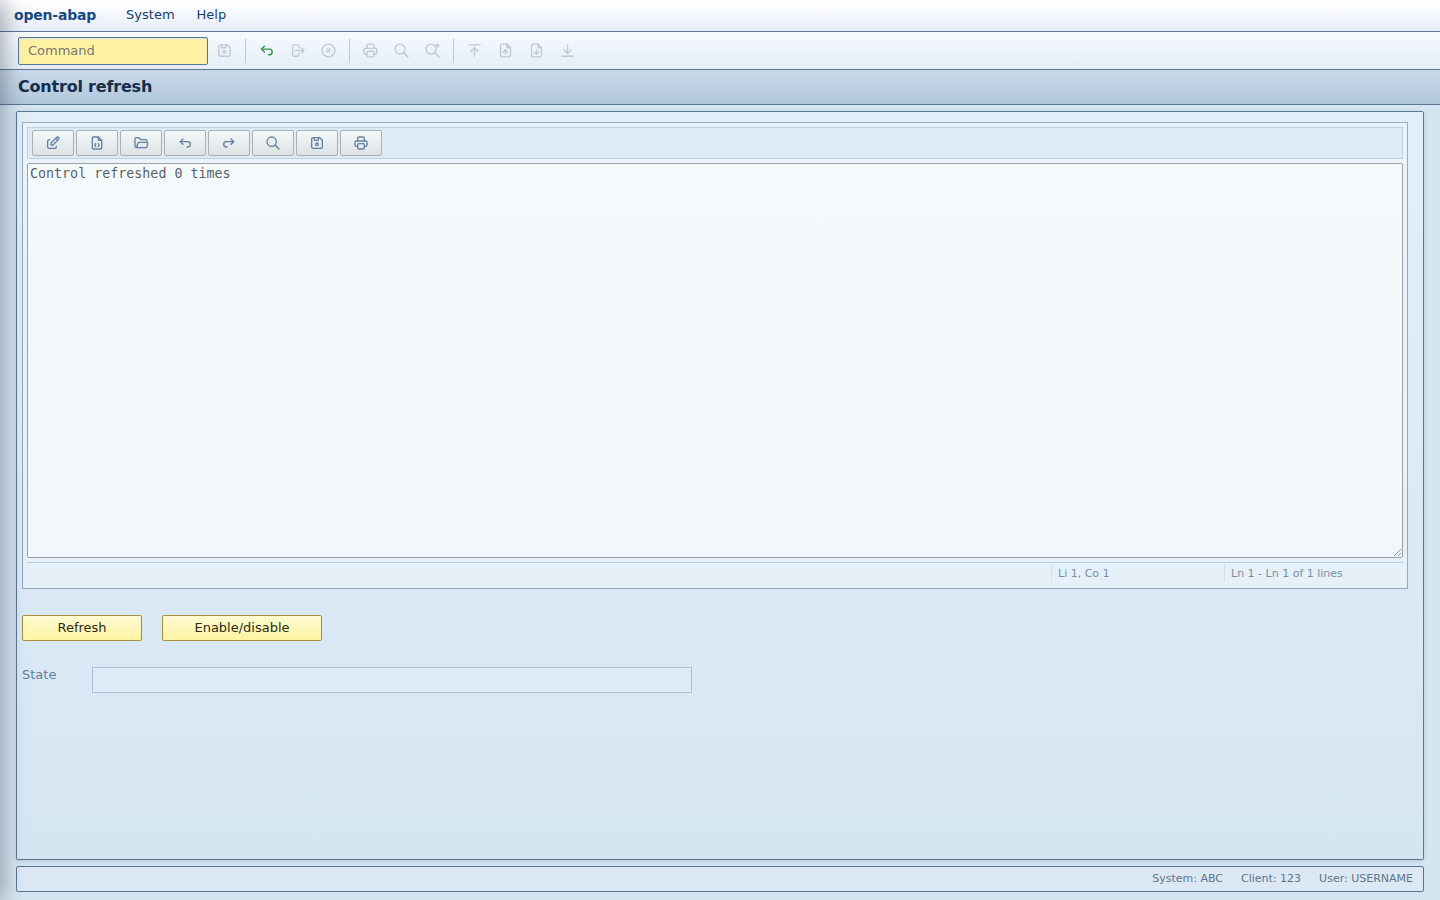 open-abap System Help
Command
Control refresh
Control refreshed 0 times
Li 1, Co 1 Ln 1 - Ln 1 of 1 lines
Refresh Enable/disable
State
System: ABC Client: 123 User: USERNAME